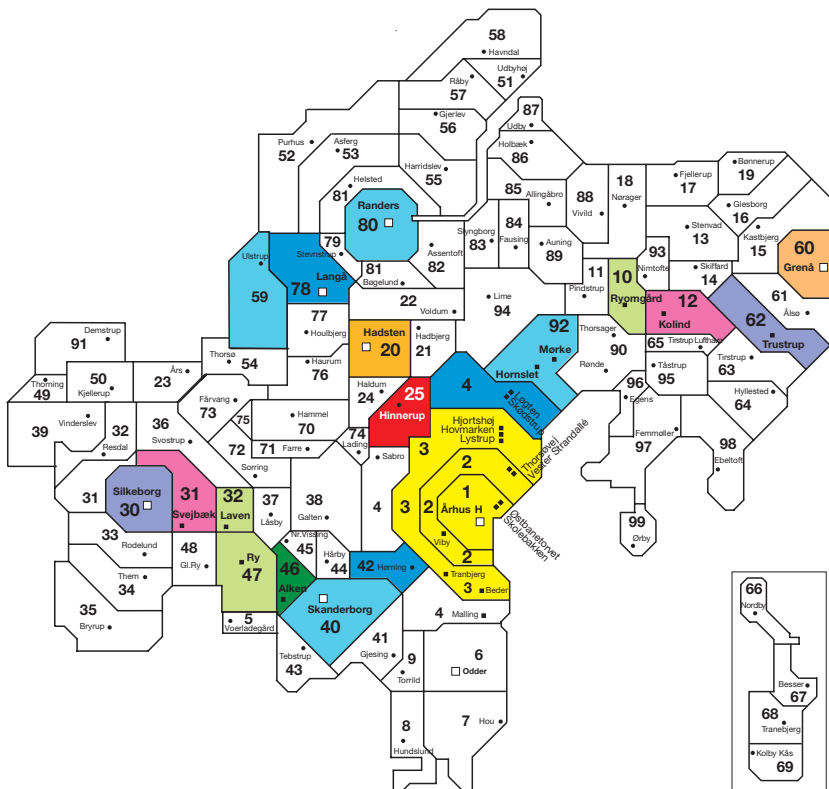 58
Havndal
Udbyhøj
51
Råby
57
Gjerlev
56
87
Udby
Holbæk
86
Purhus
52
Asferg
53
Harridslev
55
Helsted
81
Randers
80
85
Allingåbro
88
Vivild
18
Nørager
Fjellerup
17
Bønnerup
19
Glesborg
16
Kastbjerg
15
Stenvad
13
60
Grenå
84
Fausing
83
Auning
89
79
Stevnstrup
Assentoft
82
81
Bøgelund
Ulstrup
59
Langå
78
93
Nimtofte
Skiffard
14
11
Pindstrup
10
Ryomgård
12
Kolind
61
Ålsø
62
Trustrup
22
Voldum
Lime
94
77
Houlbjerg
Hadsten
20
Hadbjerg
21
92
Mørke
Hornslet
Thorsager
90
Rønde
65
Tirstrup
63
Tåstrup
95
Hyllested
64
Demstrup
91
Thorsø
54
Haurum
76
Års
23
50
Kjellerup
Thorning
49
Haldum
24
25
Hinnerup
4
Løgten
Skødstrup
96
Egens
Femmøller
97
98
Ebeltoft
99
Ørby
Fårvang
73
75
Hammel
70
Vinderslev
39
32
Resdal
36
Svostrup
72
71
Farre
74
Lading
Sabro
3
Hjortshøj
Hovmarken
Lystrup
Thorsøvej
Vester Strandallé
2
Sorring
31
Silkeborg
30
31
Svejbæk
32
Laven
37
Låsby
38
Galten
4
3
2
1
Århus H
Østbanetorvet
Skolebakken
Viby
2
33
Rodelund
48
Gl.Ry
Ry
47
Nr.Vissing
45
Hårby
44
46
Alken
42
Hørning
Tranbjerg
3
Beder
Them
34
35
Bryrup
5
Voerladegård
Skanderborg
40
4
Malling
Tebstrup
43
41
Gjesing
9
Torrild
6
Odder
7
Hou
8
Hundslund
66
Nordby
Besser
67
68
Tranebjerg
Kolby Kås
69